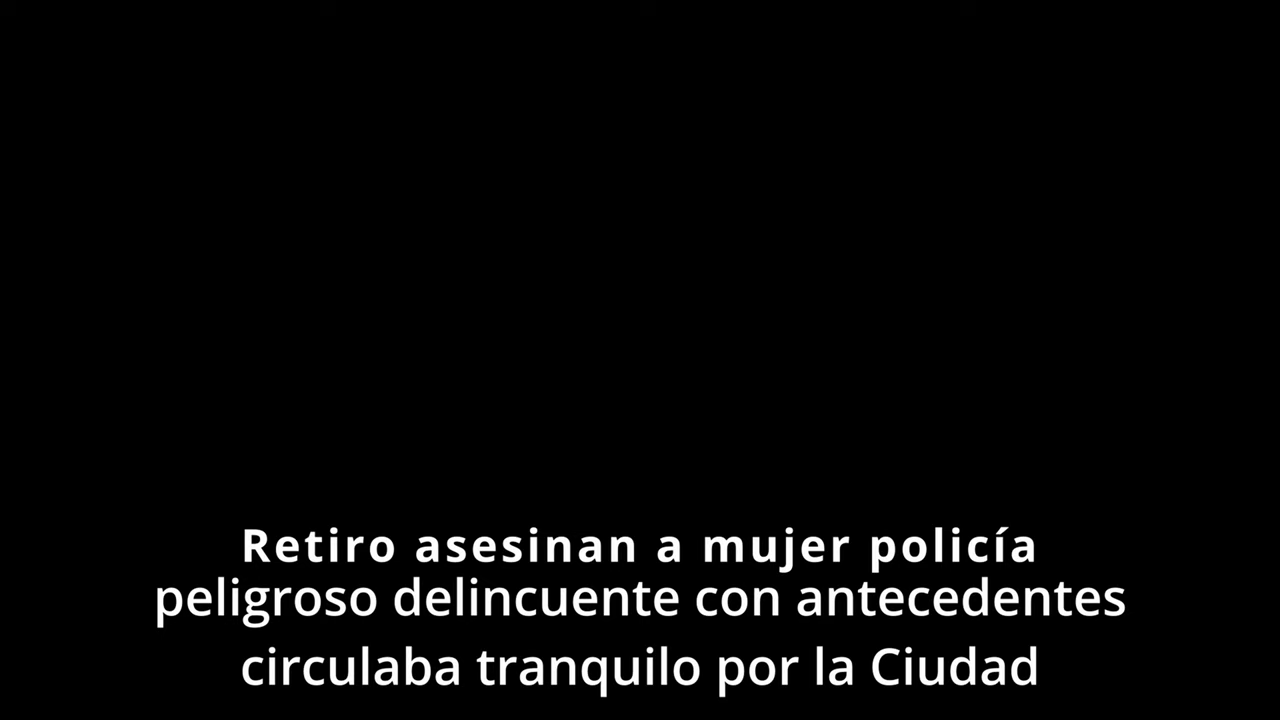 Retiro asesinan a mujer policía
peligroso delincuente con antecedentes
circulaba tranquilo por la Ciudad